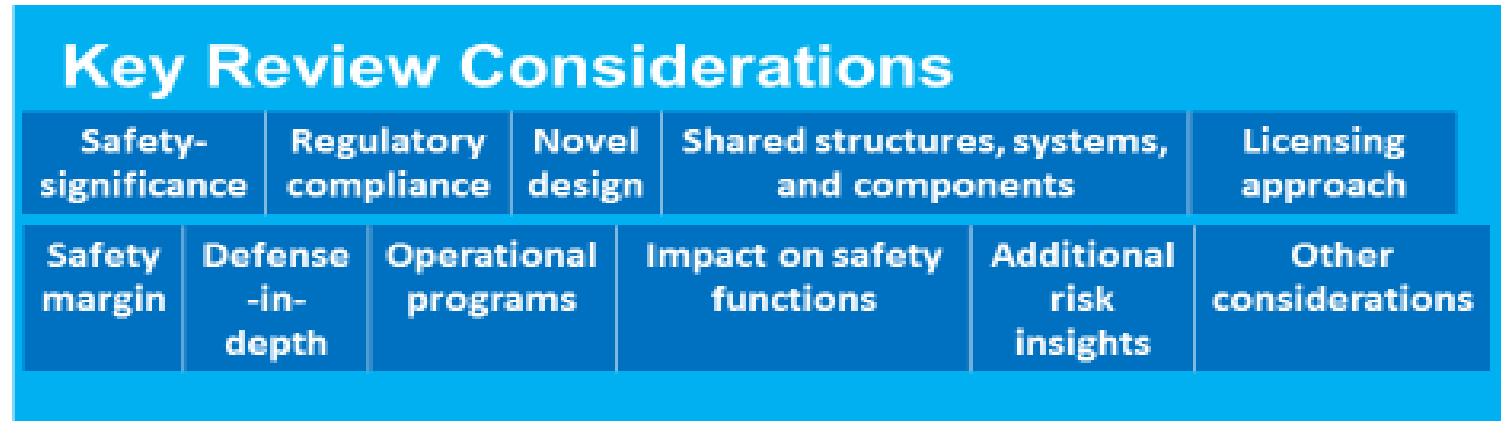 Key Review Considerations
Safety-
significance
Regulatory
compliance
Novel
design
Shared structures, systems,
and components
Licensing
approach
Safety
margin
Defense
-in-
depth
Operational
programs
Impact on safety
functions
Additional
risk
insights
Other
considerations